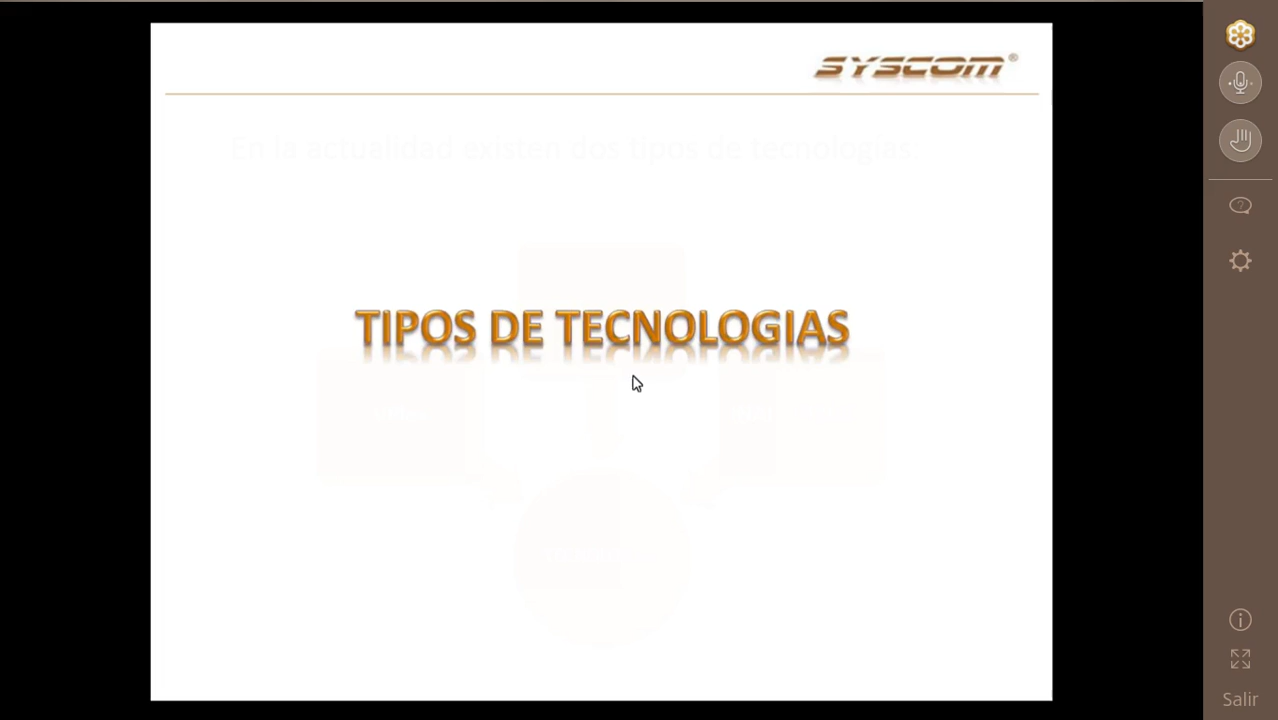 SYSCOM®
En la actualidad existen dos tipos de tecnologías
TIPOS DE TECNOLOGIAS
Salir